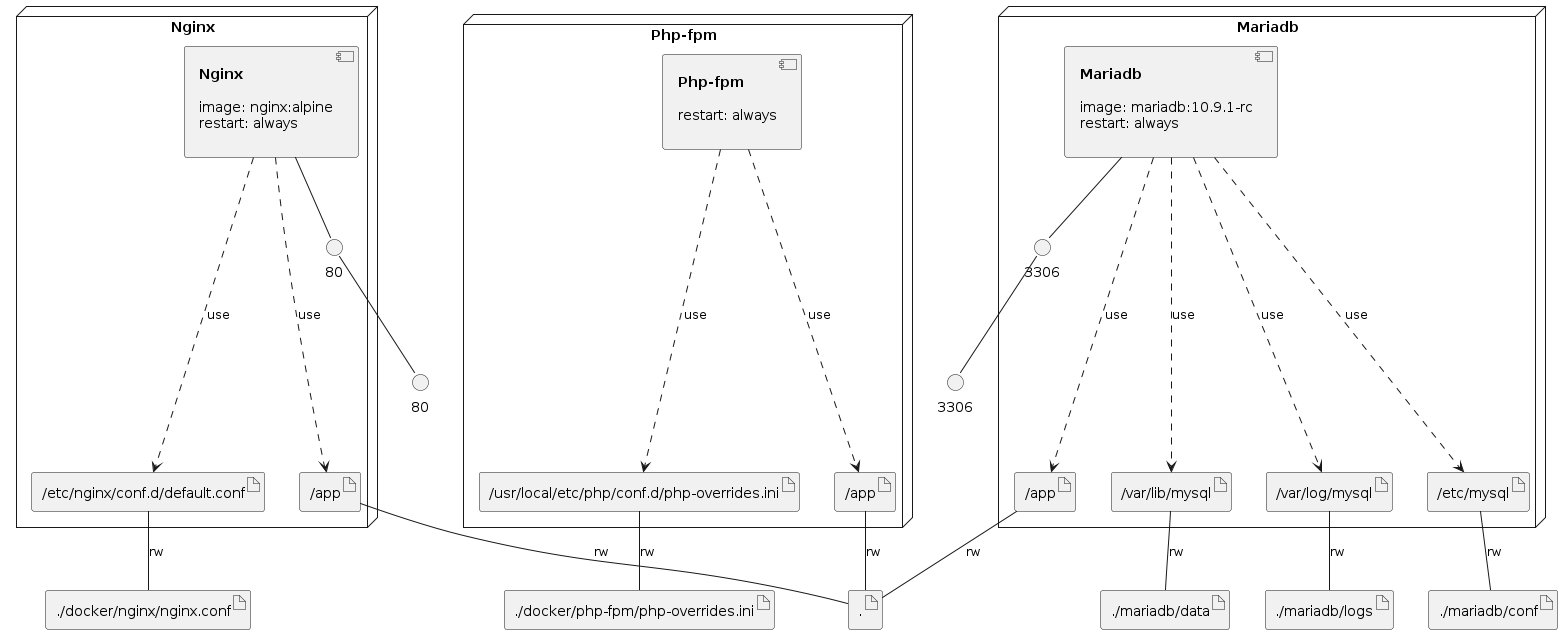 Nginx
Php-fpm
Mariadb
Nginx
image: nginx:alpine
restart: always
Php-fpm
restart: always
Mariadb
image: mariadb:10.9.1-rc
restart: always
80
3306
use
use
use
use
use
use
use
use
80
3306
/etc/nginx/conf.d/default.conf
/app
/usr/local/etc/php/conf.d/php-overrides.ini
/app
/app
/var/lib/mysql
/var/log/mysql
/etc/mysql
rw
rw
rw
rw
rw
rw
rw
rw
./docker/nginx/nginx.conf
./docker/php-fpm/php-overrides.ini
.
./mariadb/data
./mariadb/logs
./mariadb/conf